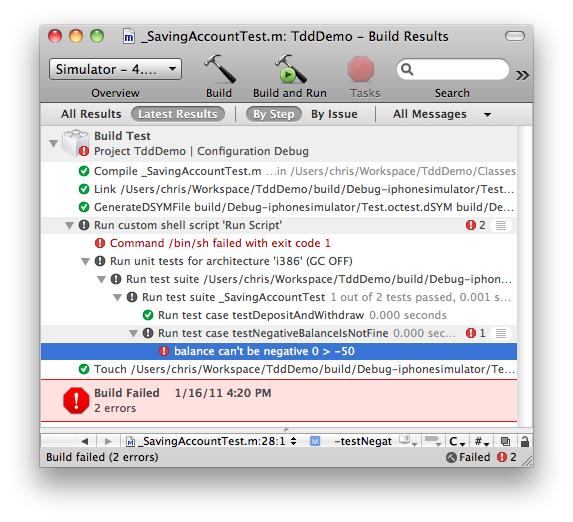 _SavingAccountTest.m: TddDemo – Build Results
Simulator – 4....
Overview
Build
Build and Run
Tasks
Search
All Results
Latest Results
By Step
By Issue
All Messages
Build Test
Project TddDemo | Configuration Debug
Compile _SavingAccountTest.m ...in /Users/chris/Workspace/TddDemo/Classes
Link /Users/chris/Workspace/TddDemo/build/Debug-iphonesimulator/Test...
GenerateDSYMFile build/Debug-iphonesimulator/Test.octest.dSYM build/De...
Run custom shell script 'Run Script' 2
Command /bin/sh failed with exit code 1
Run unit tests for architecture 'i386' (GC OFF)
Run test suite /Users/chris/Workspace/TddDemo/build/Debug-iphon...
Run test suite _SavingAccountTest 1 out of 2 tests passed, 0.001 s...
Run test case testDepositAndWithdraw 0.000 seconds
Run test case testNegativeBalanceIsNotFine 0.000 sec... 1
balance can't be negative 0 > -50
Touch /Users/chris/Workspace/TddDemo/build/Debug-iphonesimulator/Te...
Build Failed 1/16/11 4:20 PM
2 errors
_SavingAccountTest.m:28:1 M -testNegat C #
Build failed (2 errors) Failed 2